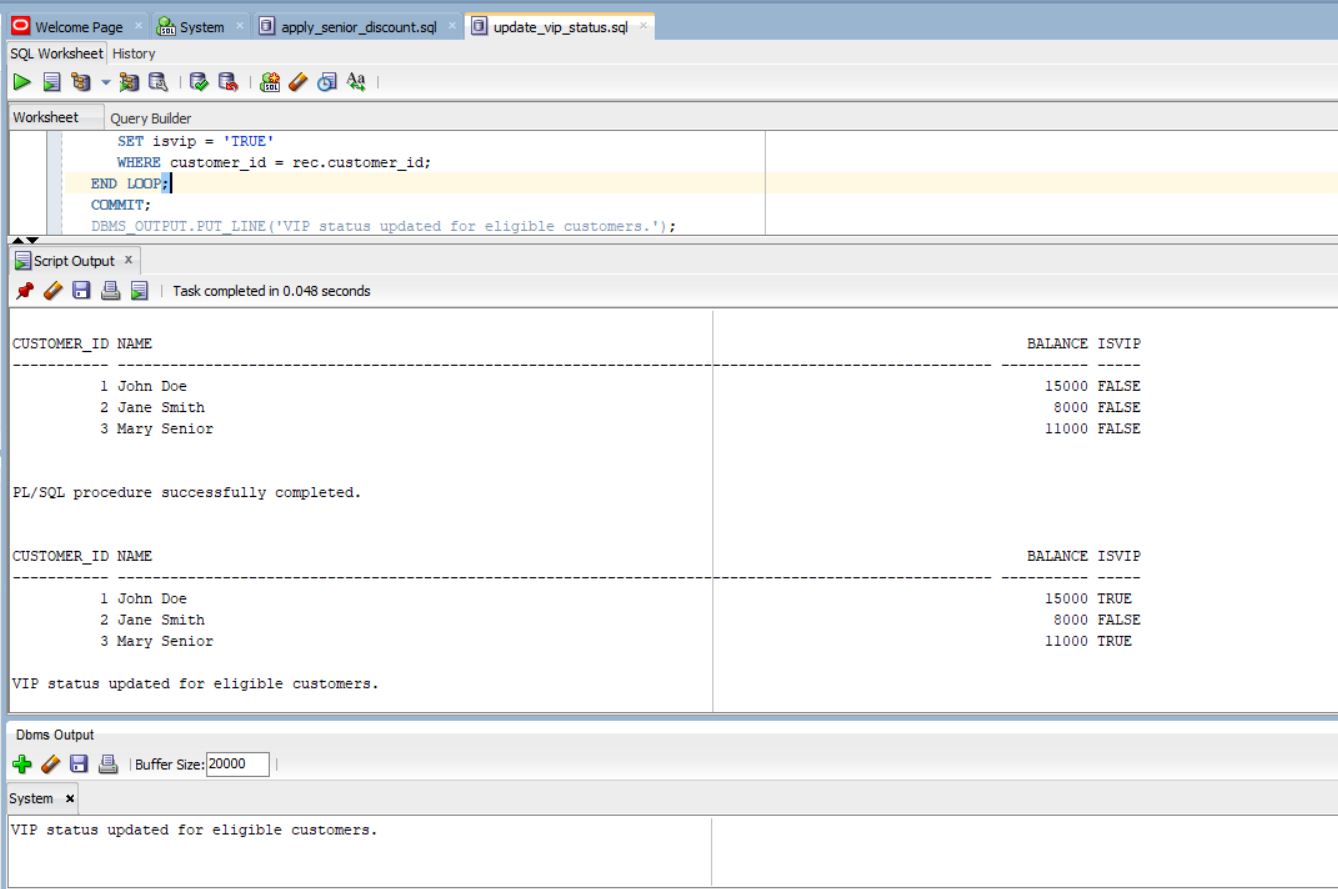 Welcome Page × System × apply_senior_discount.sql × update_vip_status.sql ×
SQL Worksheet History
Worksheet Query Builder
SET isvip = 'TRUE'
WHERE customer_id = rec.customer_id;
END LOOP;
COMMIT;
DBMS_OUTPUT.PUT_LINE('VIP status updated for eligible customers.');
Script Output ×
Task completed in 0.048 seconds
CUSTOMER_ID NAME BALANCE ISVIP
1 John Doe 15000 FALSE
2 Jane Smith 8000 FALSE
3 Mary Senior 11000 FALSE
PL/SQL procedure successfully completed.
CUSTOMER_ID NAME BALANCE ISVIP
1 John Doe 15000 TRUE
2 Jane Smith 8000 FALSE
3 Mary Senior 11000 TRUE
VIP status updated for eligible customers.
Dbms Output
Buffer Size: 20000
System ×
VIP status updated for eligible customers.